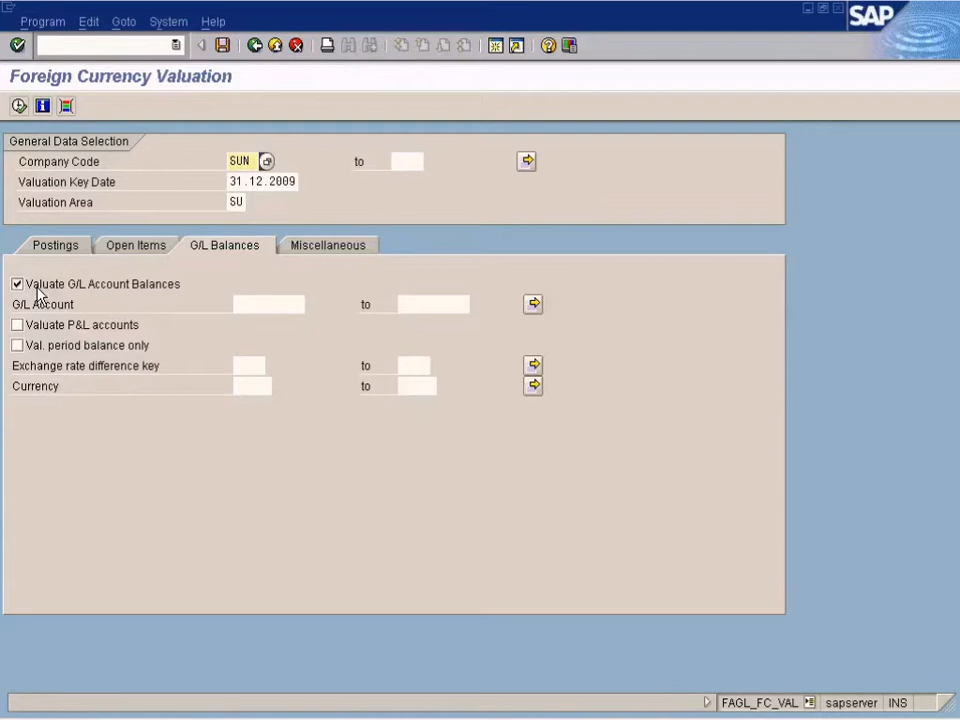 Program Edit Goto System Help
SAP
Foreign Currency Valuation
General Data Selection
Company Code SUN to
Valuation Key Date 31.12.2009
Valuation Area SU
Postings Open Items G/L Balances Miscellaneous
Valuate G/L Account Balances
G/L Account to
Valuate P&L accounts
Val. period balance only
Exchange rate difference key to
Currency to
FAGL_FC_VAL sapserver INS